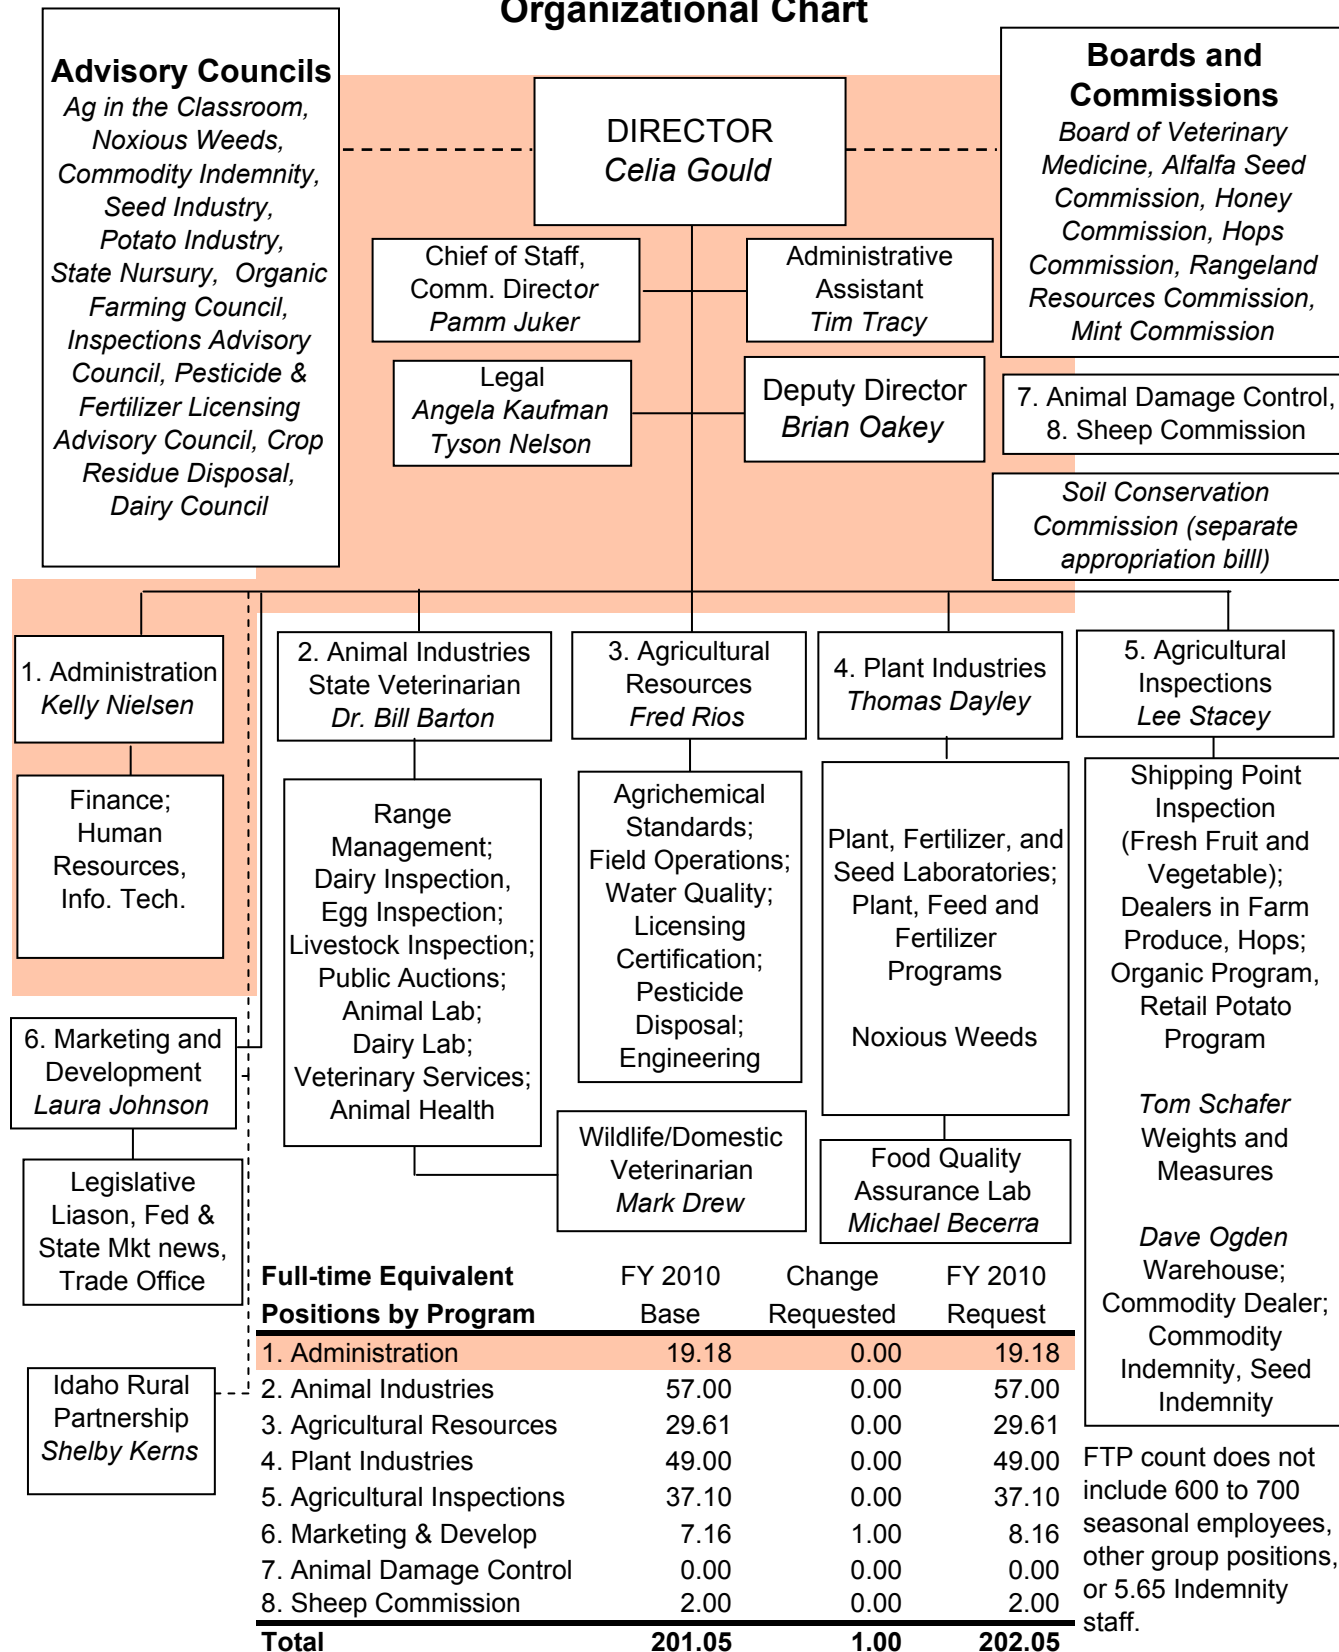 Organizational Chart
Advisory Councils
Ag in the Classroom,
Noxious Weeds,
Commodity Indemnity,
Seed Industry,
Potato Industry,
State Nursury, Organic
Farming Council,
Inspections Advisory
Council, Pesticide &
Fertilizer Licensing
Advisory Council, Crop
Residue Disposal,
Dairy Council
DIRECTOR
Celia Gould
Boards and
Commissions
Board of Veterinary
Medicine, Alfalfa Seed
Commission, Honey
Commission, Hops
Commission, Rangeland
Resources Commission,
Mint Commission
Chief of Staff,
Comm. Director
Pamm Juker
Administrative
Assistant
Tim Tracy
Legal
Angela Kaufman
Tyson Nelson
Deputy Director
Brian Oakey
7. Animal Damage Control,
8. Sheep Commission
Soil Conservation
Commission (separate
appropriation billl)
1. Administration
Kelly Nielsen
2. Animal Industries
State Veterinarian
Dr. Bill Barton
3. Agricultural
Resources
Fred Rios
4. Plant Industries
Thomas Dayley
5. Agricultural
Inspections
Lee Stacey
Finance;
Human
Resources,
Info. Tech.
Range
Management;
Dairy Inspection,
Egg Inspection;
Livestock Inspection;
Public Auctions;
Animal Lab;
Dairy Lab;
Veterinary Services;
Animal Health
Agrichemical
Standards;
Field Operations;
Water Quality;
Licensing
Certification;
Pesticide
Disposal;
Engineering
Plant, Fertilizer, and
Seed Laboratories;
Plant, Feed and
Fertilizer
Programs
Noxious Weeds
Shipping Point
Inspection
(Fresh Fruit and
Vegetable);
Dealers in Farm
Produce, Hops;
Organic Program,
Retail Potato
Program
Tom Schafer
Weights and
Measures
Dave Ogden
Warehouse;
Commodity Dealer;
Commodity
Indemnity, Seed
Indemnity
6. Marketing and
Development
Laura Johnson
Legislative
Liason, Fed &
State Mkt news,
Trade Office
Wildlife/Domestic
Veterinarian
Mark Drew
Food Quality
Assurance Lab
Michael Becerra
Idaho Rural
Partnership
Shelby Kerns
Full-time Equivalent FY 2010 Change FY 2010
Positions by Program Base Requested Request
1. Administration 19.18 0.00 19.18
2. Animal Industries 57.00 0.00 57.00
3. Agricultural Resources 29.61 0.00 29.61
4. Plant Industries 49.00 0.00 49.00
5. Agricultural Inspections 37.10 0.00 37.10
6. Marketing & Develop 7.16 1.00 8.16
7. Animal Damage Control 0.00 0.00 0.00
8. Sheep Commission 2.00 0.00 2.00
Total 201.05 1.00 202.05
FTP count does not
include 600 to 700
seasonal employees,
other group positions,
or 5.65 Indemnity
staff.